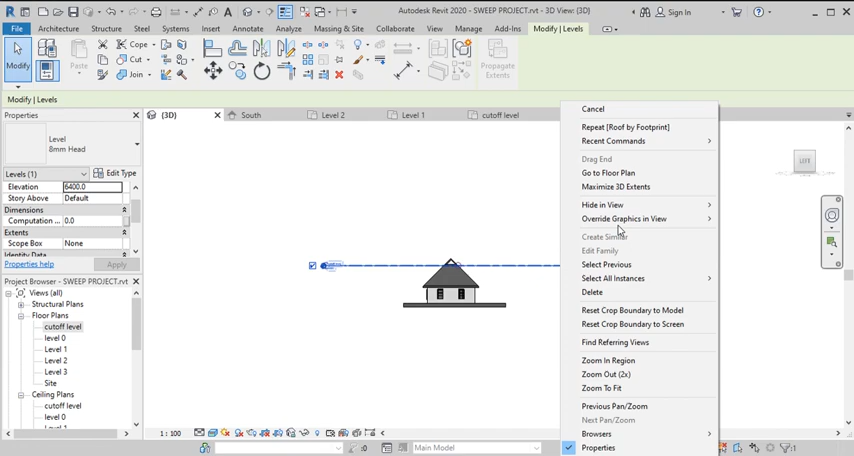 Autodesk Revit 2020 - SWEEP PROJECT.rvt - 3D View: {3D}
Sign In
File Architecture Structure Steel Systems Insert Annotate Analyze Massing & Site Collaborate View Manage Add-Ins Modify | Levels
Modify
Paste
Cope
Cut
Join
Propagate
Extents
Modify | Levels
Properties
{3D}
South
Level 2
Level 1
cutoff level
Level
8mm Head
Levels (1)
Edit Type
Elevation 6400.0
Story Above Default
Dimensions
Computation ... 0.0
Extents
Scope Box None
Identity Data
Properties help
Apply
Project Browser - SWEEP PROJECT.rvt
Views (all)
Structural Plans
Floor Plans
cutoff level
level 0
Level 1
Level 2
Level 3
Site
Ceiling Plans
cutoff level
level 0
Level 1
LEFT
Cancel
Repeat [Roof by Footprint]
Recent Commands
Drag End
Go to Floor Plan
Maximize 3D Extents
Hide in View
Override Graphics in View
Create Similar
Edit Family
Select Previous
Select All Instances
Delete
Reset Crop Boundary to Model
Reset Crop Boundary to Screen
Find Referring Views
Zoom In Region
Zoom Out (2x)
Zoom To Fit
Previous Pan/Zoom
Next Pan/Zoom
Browsers
Properties
1 : 100
:0
Main Model
:1